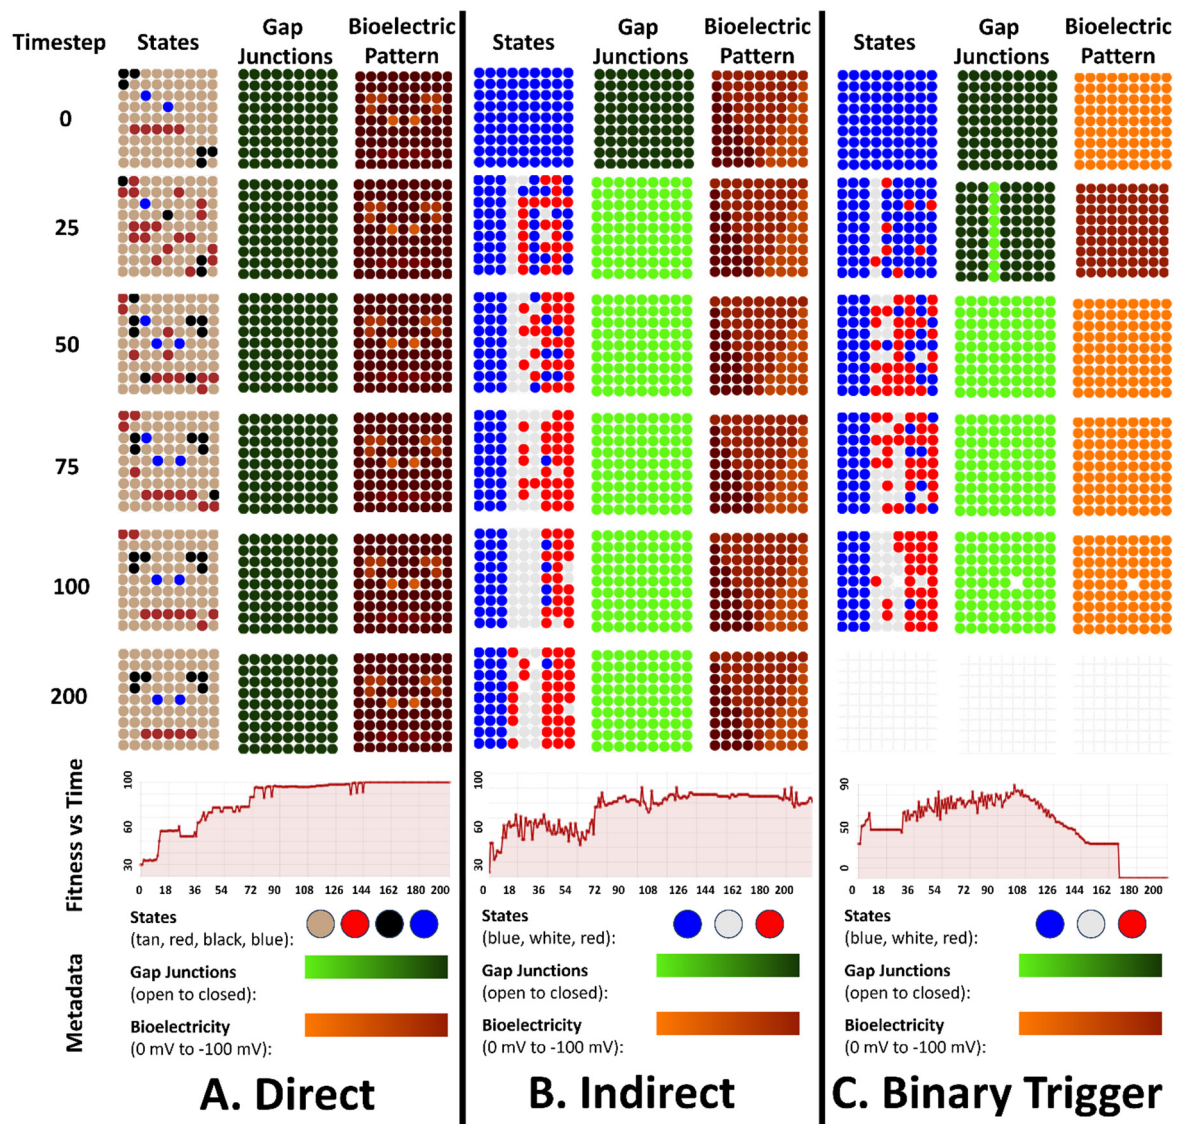 Timestep
States
Gap
Junctions
Bioelectric
Pattern
States
Gap
Junctions
Bioelectric
Pattern
States
Gap
Junctions
Bioelectric
Pattern
0
25
50
75
100
200
Fitness vs Time
100
60
30
0 18 36 54 72 90 108 126 144 162 180 200
100
60
30
0 18 36 54 72 90 108 126 144 162 180 200
90
50
0
0 18 36 54 72 90 108 126 144 162 180 200
Metadata
States
(tan, red, black, blue):
Gap Junctions
(open to closed):
Bioelectricity
(0 mV to -100 mV):
States
(blue, white, red):
Gap Junctions
(open to closed):
Bioelectricity
(0 mV to -100 mV):
States
(blue, white, red):
Gap Junctions
(open to closed):
Bioelectricity
(0 mV to -100 mV):
A. Direct
B. Indirect
C. Binary Trigger